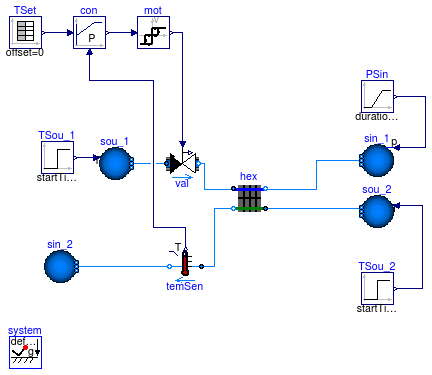 TSet
con
mot
P
offset=0
PSin
duratio...
TSou_1
sou_1
sin_1
p
startTi...
val
hex
sou_2
T
sin_2
temSen
TSou_2
startTi...
system
def...
g